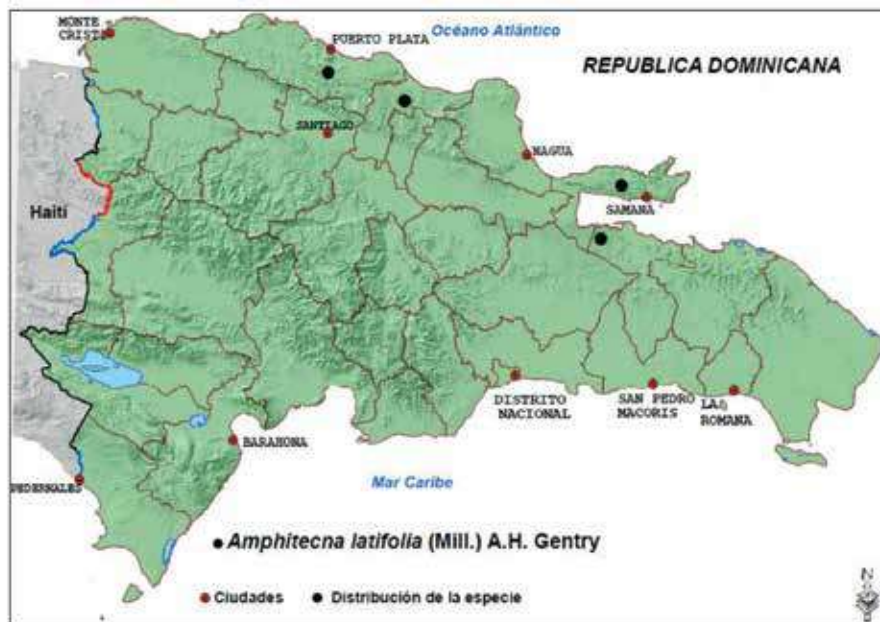 MONTE
CRISTI
PUERTO PLATA
Océano Atlántico
REPUBLICA DOMINICANA
SANTIAGO
NAGUA
Haití
SAMANA
DISTRITO
NACIONAL
SAN PEDRO
MACORIS
LA
ROMANA
BARAHONA
PEDERNALES
Mar Caribe
Amphitecna latifolia (Mill.) A.H. Gentry
Ciudades
Distribución de la especie
N